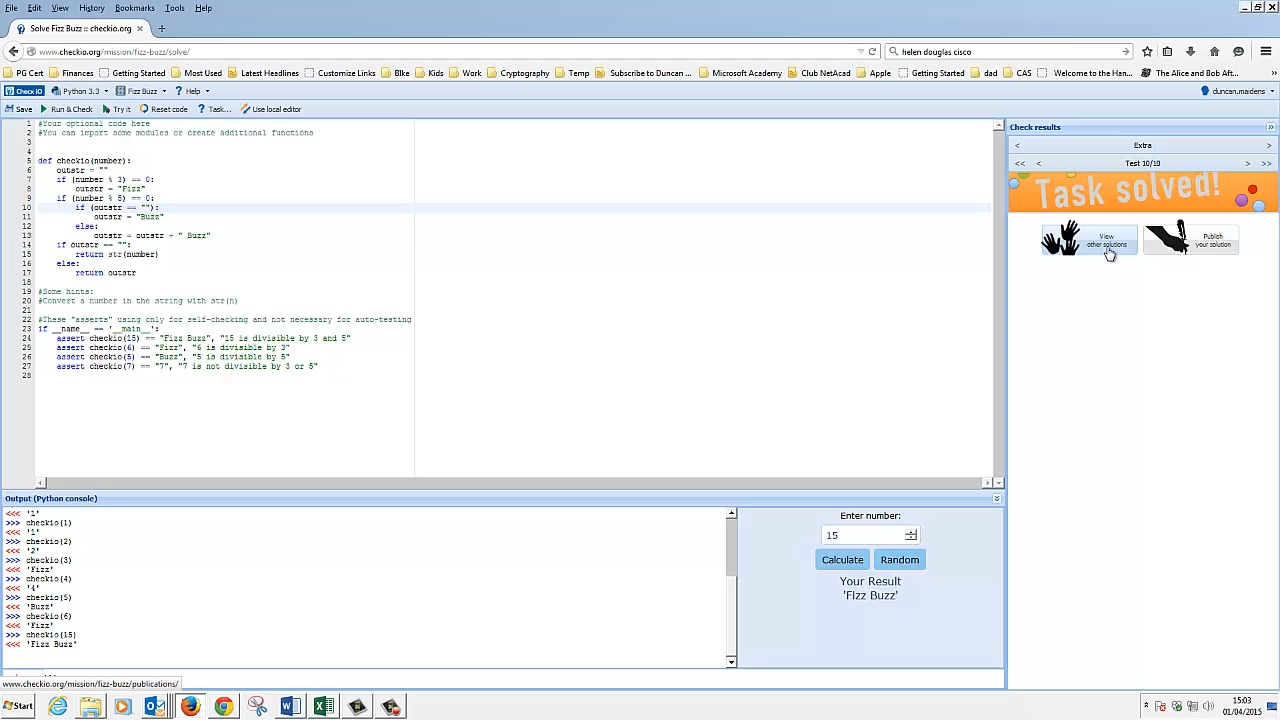 File Edit View History Bookmarks Tools Help
Solve Fizz Buzz :: checkio.org
www.checkio.org/mission/fizz-buzz/solve/
helen douglas cisco
PG Cert Finances Getting Started Most Used Latest Headlines Customize Links BIke Kids Work Cryptography Temp Subscribe to Duncan ... Microsoft Academy Club NetAcad Apple Getting Started dad CAS Welcome to the Han... The Alice and Bob Aft...
Check iO Python 3.3 Fizz Buzz Help duncan.maidens
Save Run & Check Try it Reset code Task... Use local editor
1 #Your optional code here
2 #You can import some modules or create additional functions
3
4
5 def checkio(number):
6 outstr = ""
7 if (number % 3) == 0:
8 outstr = "Fizz"
9 if (number % 5) == 0:
10 if (outstr == ""):
11 outstr = "Buzz"
12 else:
13 outstr = outstr + " Buzz"
14 if outstr == "":
15 return str(number)
16 else:
17 return outstr
18
19 #Some hints:
20 #Convert a number in the string with str(n)
21
22 #These "asserts" using only for self-checking and not necessary for auto-testing
23 if __name__ == '__main__':
24 assert checkio(15) == "Fizz Buzz", "15 is divisible by 3 and 5"
25 assert checkio(6) == "Fizz", "6 is divisible by 3"
26 assert checkio(5) == "Buzz", "5 is divisible by 5"
27 assert checkio(7) == "7", "7 is not divisible by 3 or 5"
28
Check results
< Extra >
<< < Test 10/10 > >>
Task solved!
View
other solutions
Publish
your solution
Output (Python console)
<<< '1'
>>> checkio(1)
<<< '1'
>>> checkio(2)
<<< '2'
>>> checkio(3)
<<< 'Fizz'
>>> checkio(4)
<<< '4'
>>> checkio(5)
<<< 'Buzz'
>>> checkio(6)
<<< 'Fizz'
>>> checkio(15)
<<< 'Fizz Buzz'
Enter number:
15
Calculate Random
Your Result
'Fizz Buzz'
www.checkio.org/mission/fizz-buzz/publications/
Start
15:03
01/04/2015